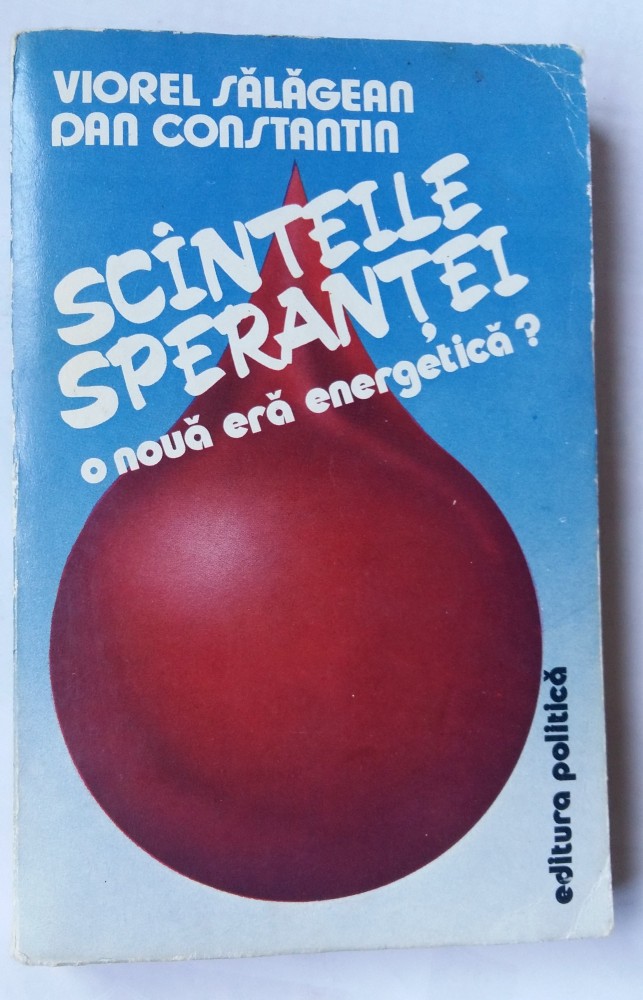 VIOREL SĂLĂGEAN
DAN CONSTANTIN
SCÎNTEILE
SPERANȚEI
o nouă eră energetică?
editura politică